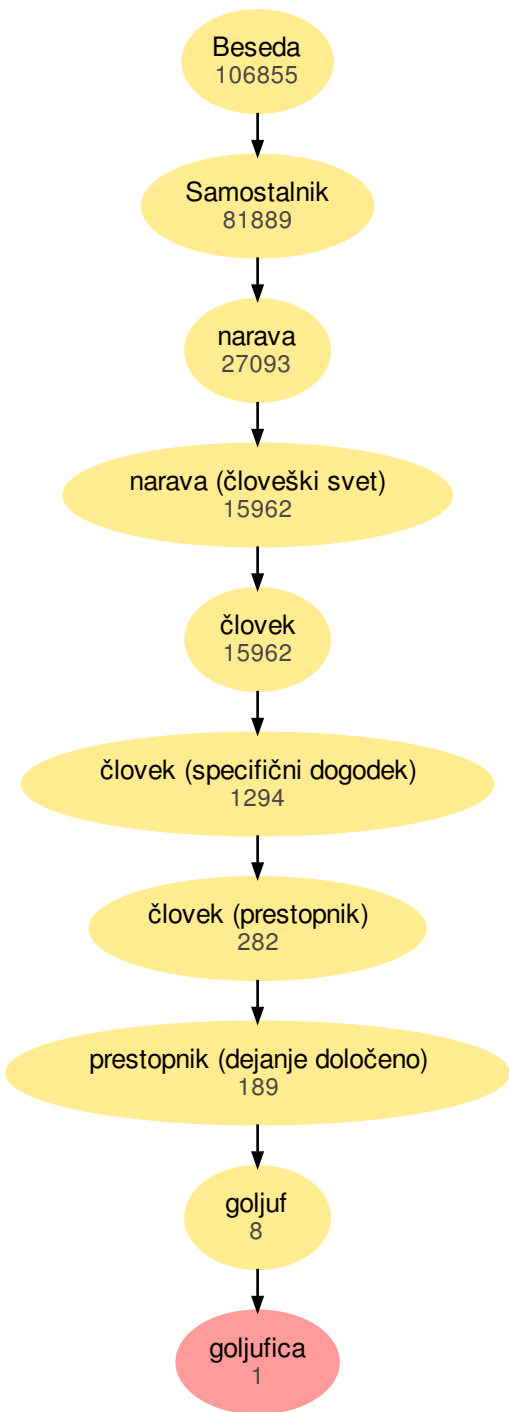 Beseda
106855
Samostalnik
81889
narava
27093
narava (človeški svet)
15962
človek
15962
človek (specifični dogodek)
1294
človek (prestopnik)
282
prestopnik (dejanje določeno)
189
goljuf
8
goljufica
1